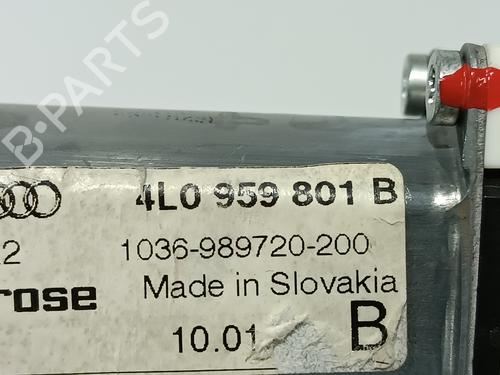 4L0 959 801 B
2 1036-989720-200
rose Made in Slovakia
10.01 B
B-PARTS